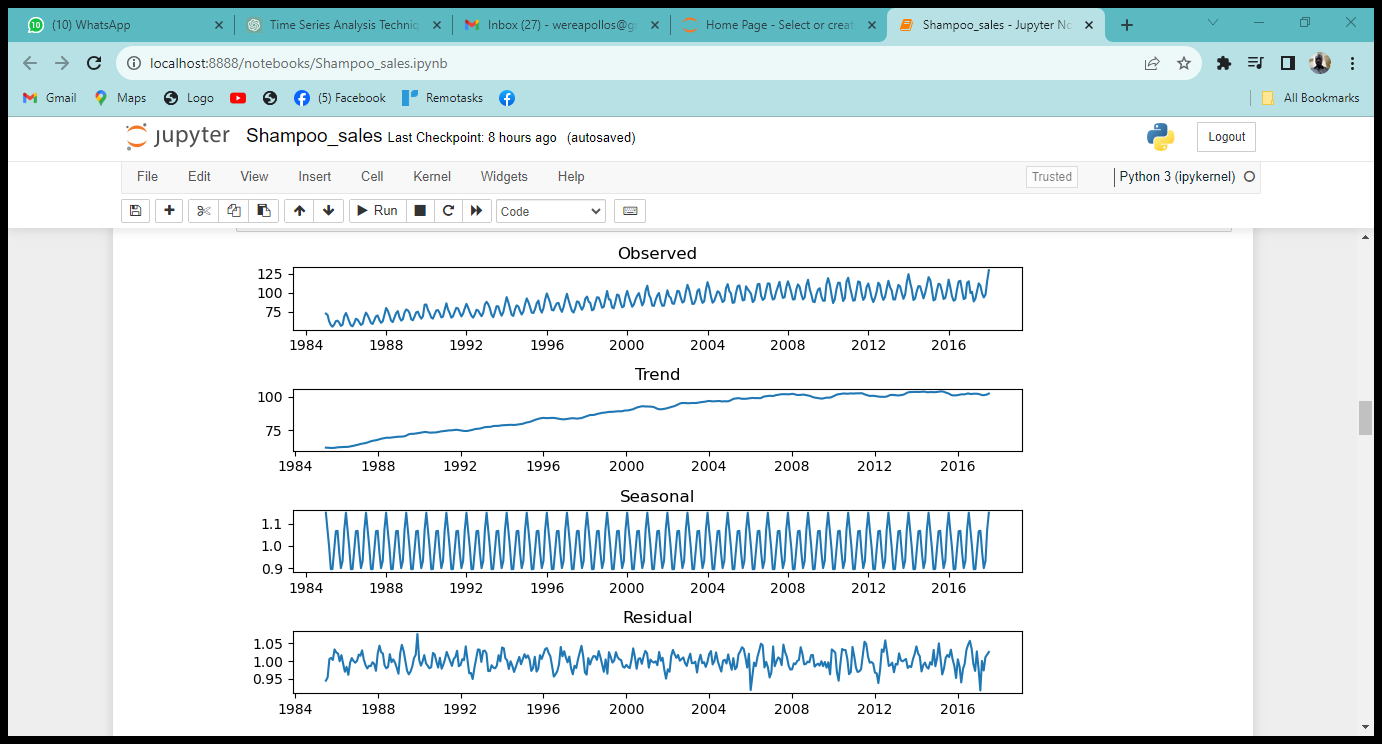 (10) WhatsApp
Time Series Analysis Techniq
Inbox (27) - wereapollos@g
Home Page - Select or creat
Shampoo_sales - Jupyter No
localhost:8888/notebooks/Shampoo_sales.ipynb
Gmail
Maps
Logo
(5) Facebook
Remotasks
All Bookmarks
jupyter
Shampoo_sales Last Checkpoint: 8 hours ago (autosaved)
Logout
File Edit View Insert Cell Kernel Widgets Help
Trusted
Python 3 (ipykernel)
Run
Code
Observed
125
100
75
1984 1988 1992 1996 2000 2004 2008 2012 2016
Trend
100
75
1984 1988 1992 1996 2000 2004 2008 2012 2016
Seasonal
1.1
1.0
0.9
1984 1988 1992 1996 2000 2004 2008 2012 2016
Residual
1.05
1.00
0.95
1984 1988 1992 1996 2000 2004 2008 2012 2016